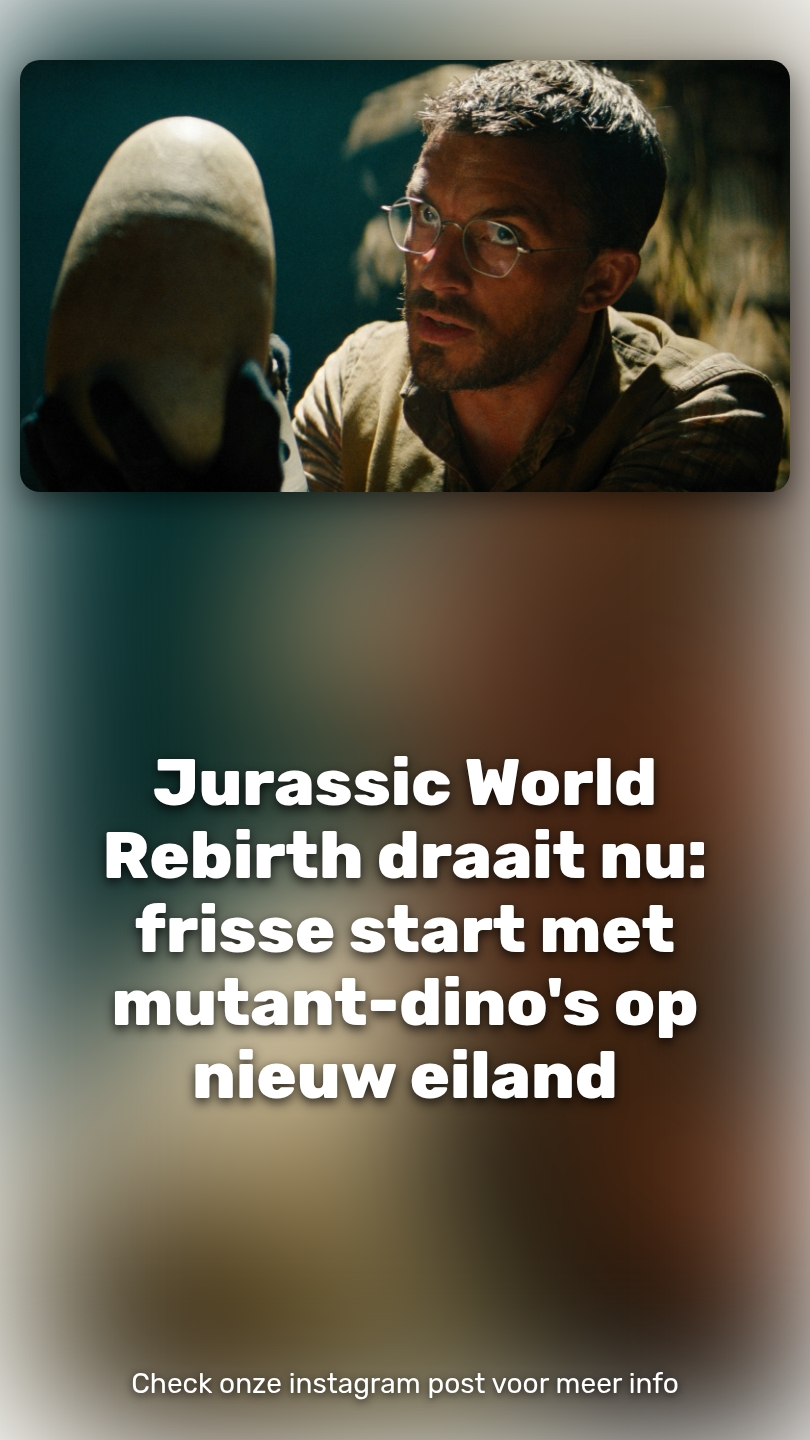 Jurassic World
Rebirth draait nu:
frisse start met
mutant-dino's op
nieuw eiland
Check onze instagram post voor meer info